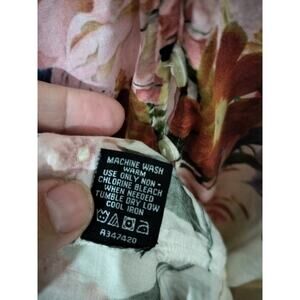 MACHINE WASH
WARM
USE ONLY NON-
CHLORINE BLEACH
WHEN NEEDED
TUMBLE DRY LOW
COOL IRON
A347420